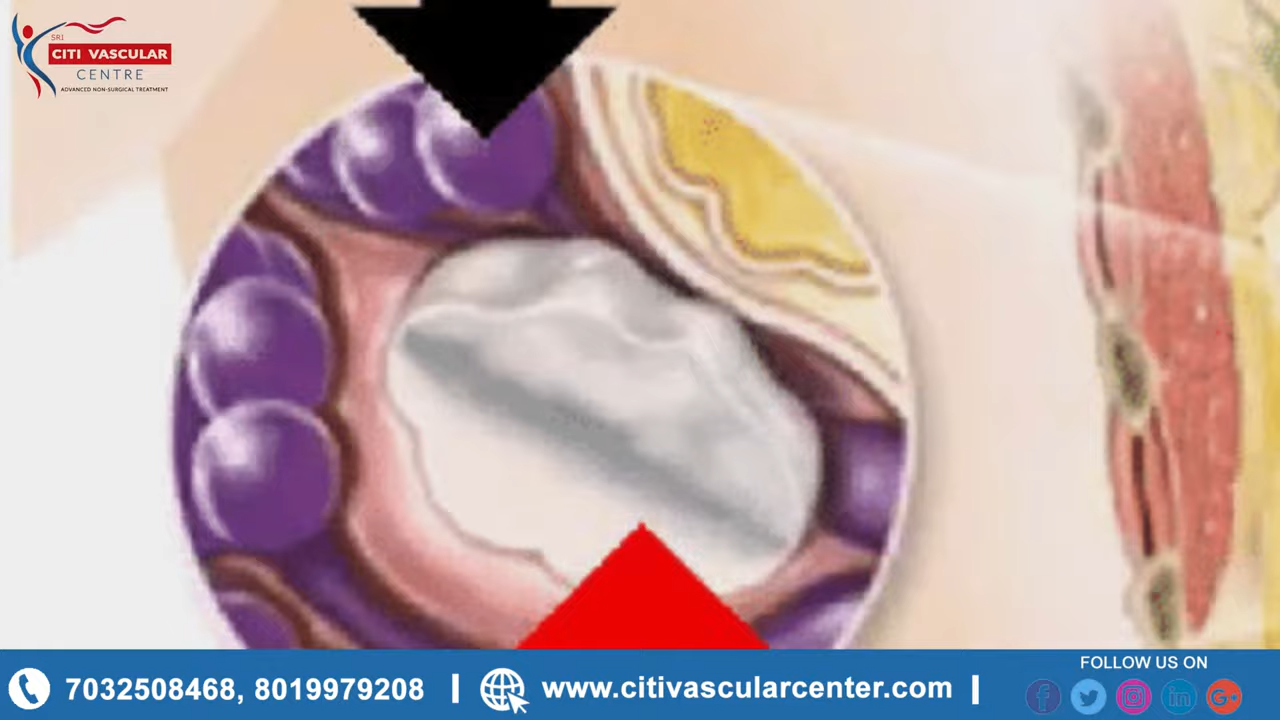 SRI
CITI VASCULAR
CENTRE
ADVANCED NON-SURGICAL TREATMENT
FOLLOW US ON
7032508468, 8019979208 | www.citivascularcenter.com |